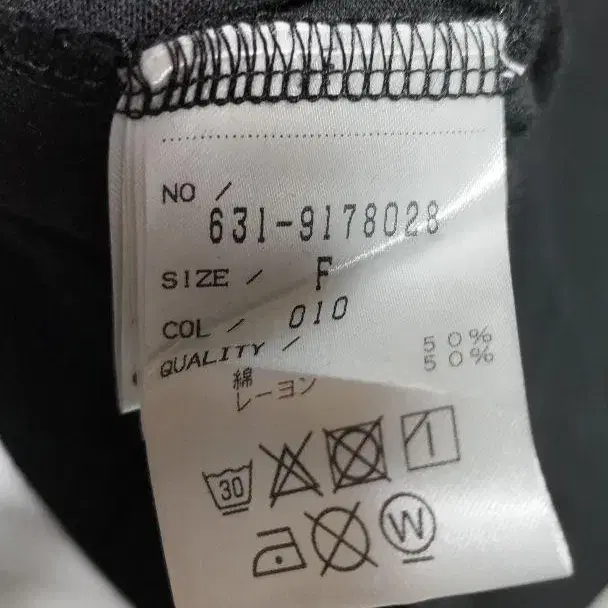 NO /
631-9178028
SIZE / F
COL / 010
QUALITY /
綿 50%
レーヨン 50%
30
W